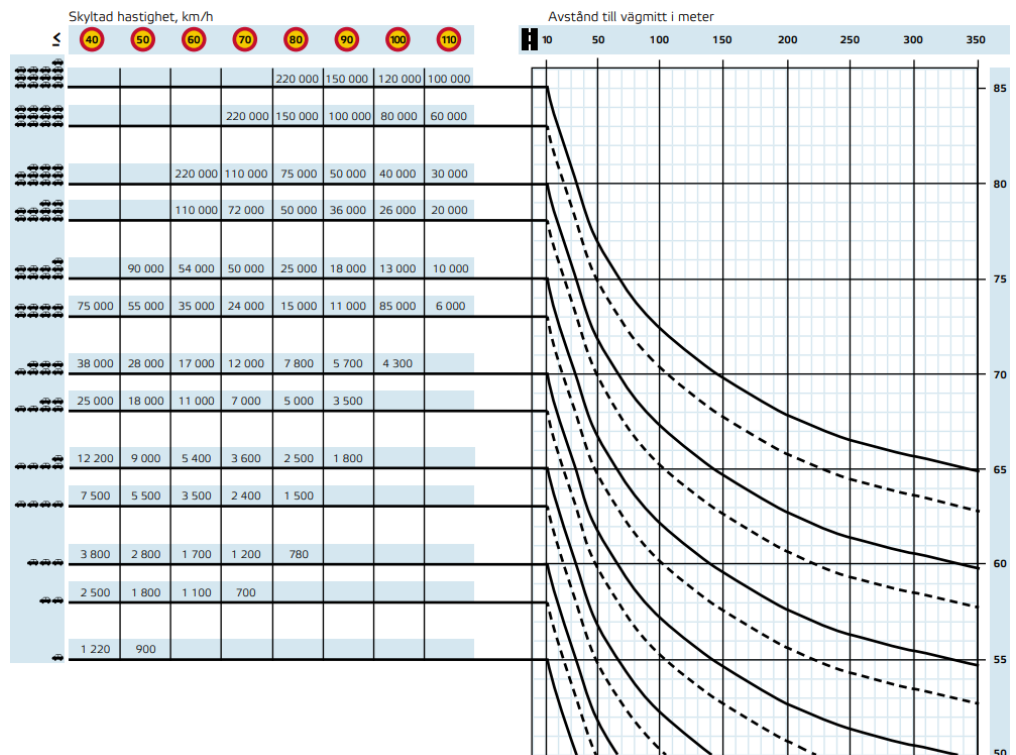 Skyltad hastighet, km/h Avstånd till vägmitt i meter
≤ 40 50 60 70 80 90 100 110 10 50 100 150 200 250 300 350
220 000 150 000 120 000 100 000 85
220 000 150 000 100 000 80 000 60 000
220 000 110 000 75 000 50 000 40 000 30 000 80
110 000 72 000 50 000 36 000 26 000 20 000
90 000 54 000 50 000 25 000 18 000 13 000 10 000 75
75 000 55 000 35 000 24 000 15 000 11 000 85 000 6 000
38 000 28 000 17 000 12 000 7 800 5 700 4 300 70
25 000 18 000 11 000 7 000 5 000 3 500
12 200 9 000 5 400 3 600 2 500 1 800 65
7 500 5 500 3 500 2 400 1 500
3 800 2 800 1 700 1 200 780 60
2 500 1 800 1 100 700
1 220 900 55
50